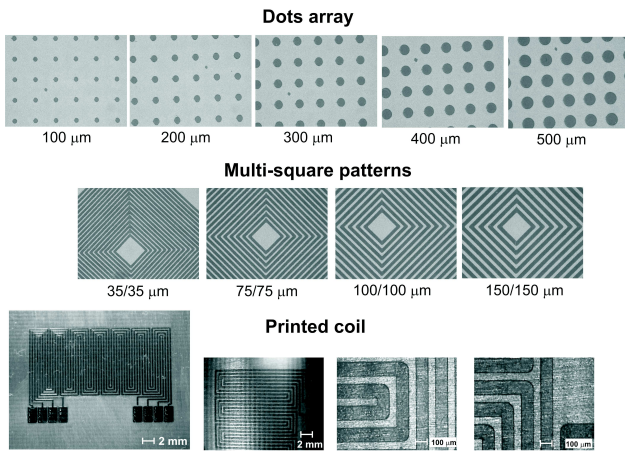 Dots array
100 μm
200 μm
300 μm
400 μm
500 μm
Multi-square patterns
35/35 μm
75/75 μm
100/100 μm
150/150 μm
Printed coil
2 mm
2 mm
100 μm
100 μm